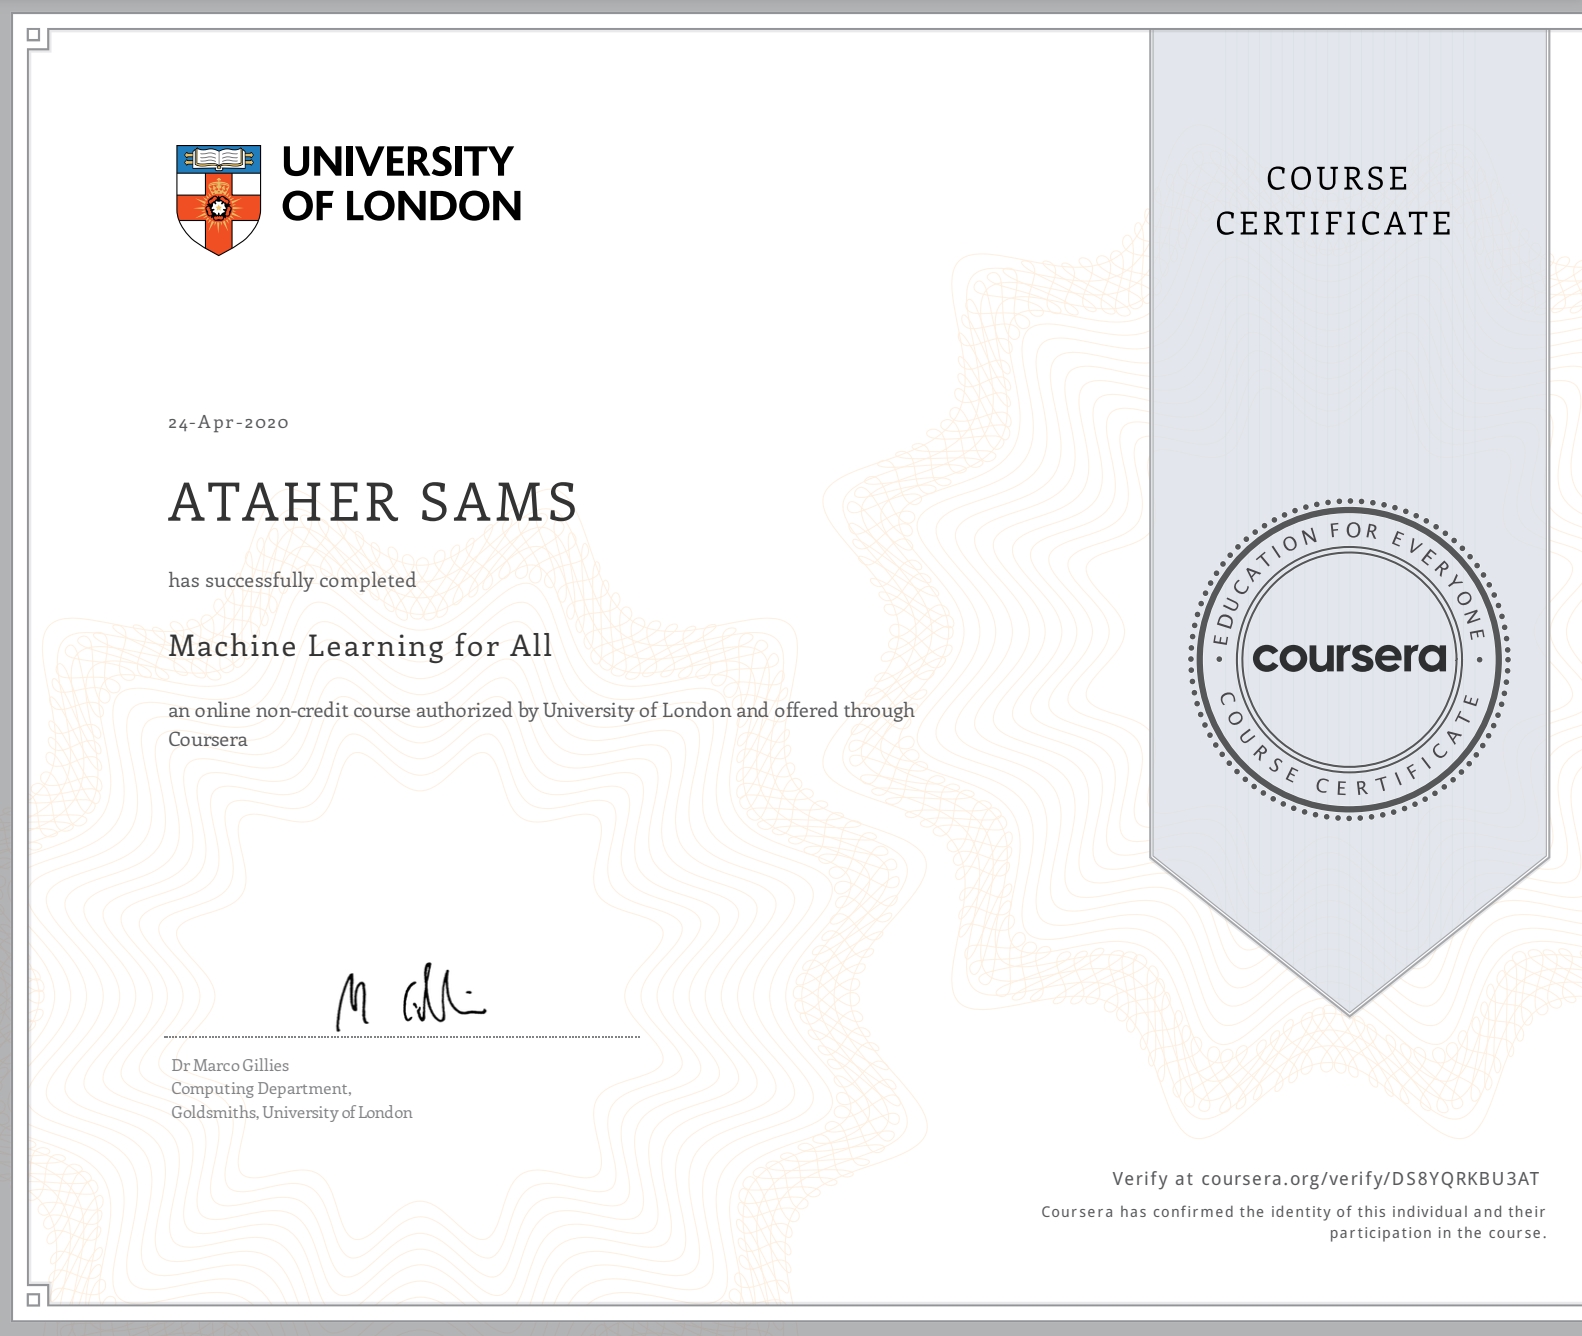 UNIVERSITY
OF LONDON
COURSE
CERTIFICATE
24-Apr-2020
ATAHER SAMS
has successfully completed
Machine Learning for All
an online non-credit course authorized by University of London and offered through
Coursera
EDUCATION FOR EVERYONE
coursera
COURSE CERTIFICATE
M Gillies
Dr Marco Gillies
Computing Department,
Goldsmiths, University of London
Verify at coursera.org/verify/DS8YQRKBU3AT
Coursera has confirmed the identity of this individual and their
participation in the course.